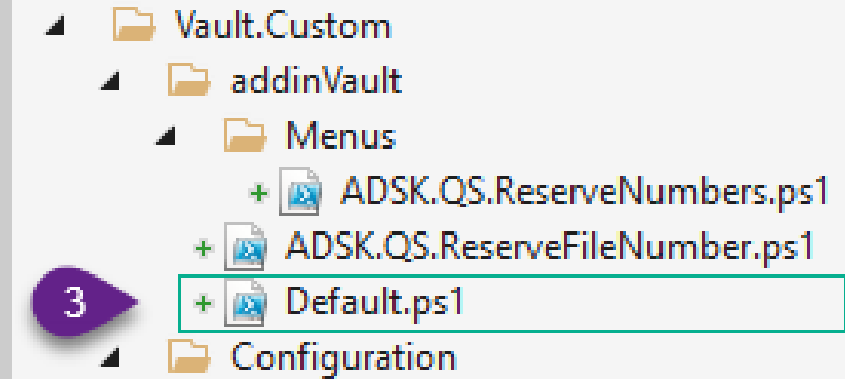 Vault.Custom
addinVault
Menus
ADSK.QS.ReserveNumbers.ps1
ADSK.QS.ReserveFileNumber.ps1
3 Default.ps1
Configuration